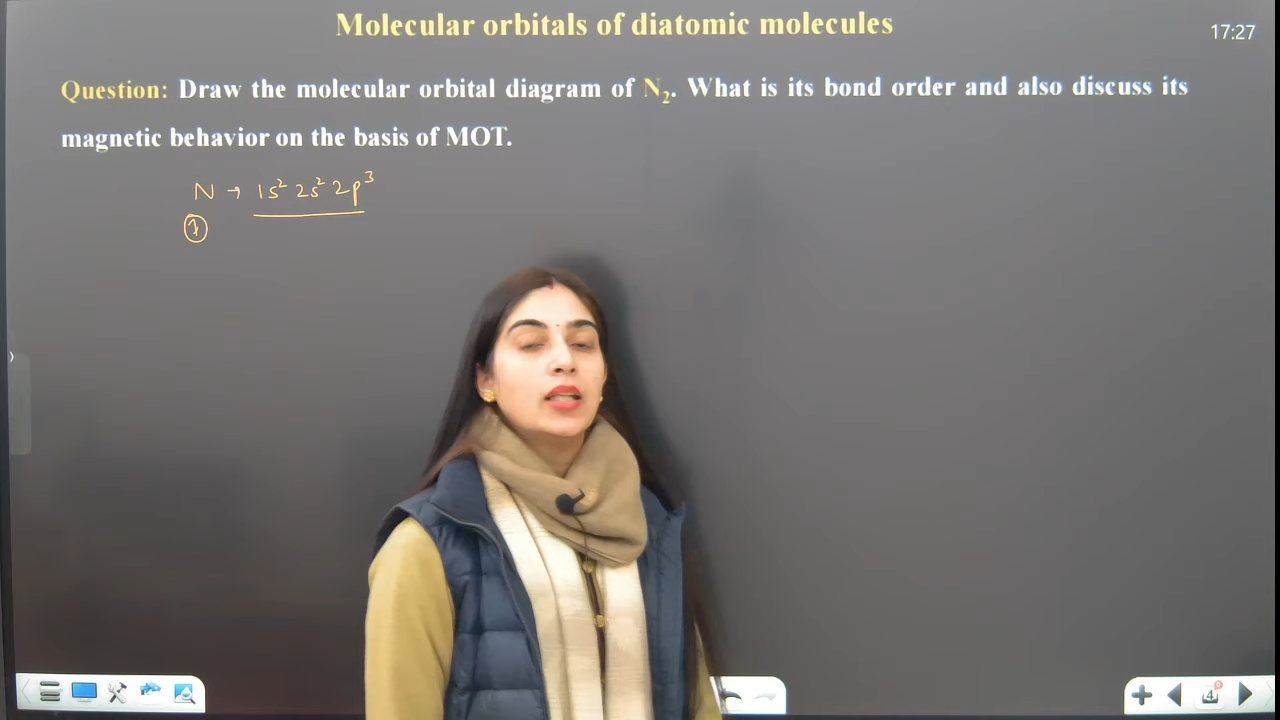 Molecular orbitals of diatomic molecules
17:27
Question: Draw the molecular orbital diagram of N₂. What is its bond order and also discuss its
magnetic behavior on the basis of MOT.
N → 1s² 2s² 2p³
7
4